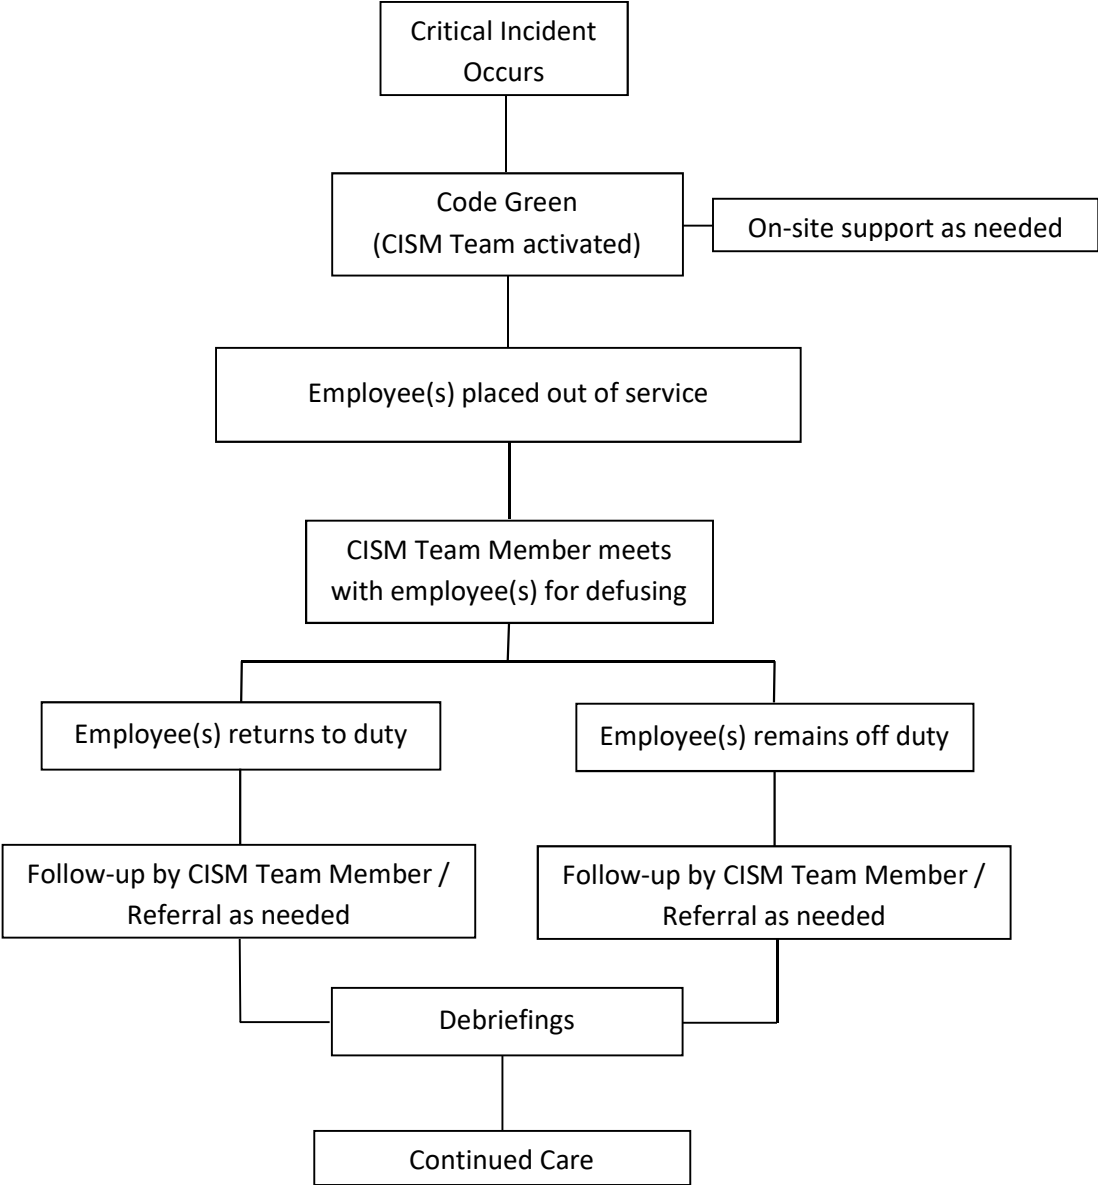 Critical Incident
Occurs
Code Green
(CISM Team activated)
On-site support as needed
Employee(s) placed out of service
CISM Team Member meets
with employee(s) for defusing
Employee(s) returns to duty
Employee(s) remains off duty
Follow-up by CISM Team Member /
Referral as needed
Follow-up by CISM Team Member /
Referral as needed
Debriefings
Continued Care